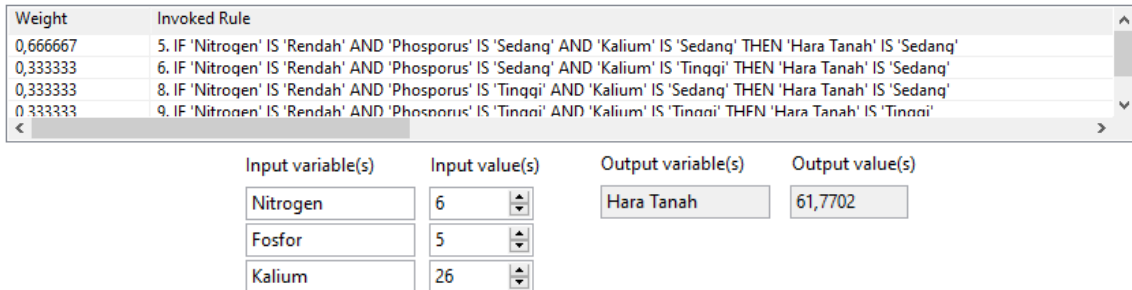 Weight Invoked Rule
0,666667 5. IF 'Nitrogen' IS 'Rendah' AND 'Phosporus' IS 'Sedang' AND 'Kalium' IS 'Sedang' THEN 'Hara Tanah' IS 'Sedang'
0,333333 6. IF 'Nitrogen' IS 'Rendah' AND 'Phosporus' IS 'Sedang' AND 'Kalium' IS 'Tinggi' THEN 'Hara Tanah' IS 'Sedang'
0,333333 8. IF 'Nitrogen' IS 'Rendah' AND 'Phosporus' IS 'Tinggi' AND 'Kalium' IS 'Sedang' THEN 'Hara Tanah' IS 'Sedang'
0,333333 9. IF 'Nitrogen' IS 'Rendah' AND 'Phosporus' IS 'Tinggi' AND 'Kalium' IS 'Tinggi' THEN 'Hara Tanah' IS 'Tinggi'
Input variable(s) Input value(s) Output variable(s) Output value(s)
Nitrogen 6 Hara Tanah 61,7702
Fosfor 5
Kalium 26